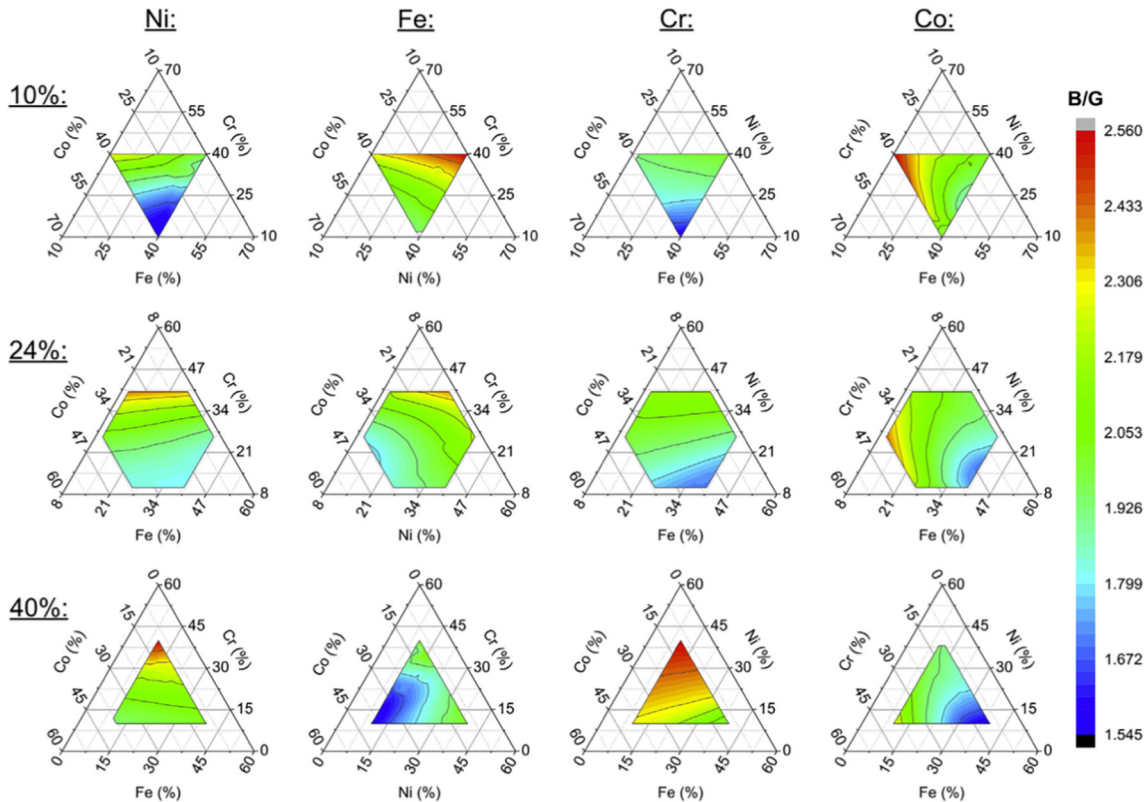 Ni: Fe: Cr: Co:
10%:
10 70 10 70 10 70 10 70
25 55 25 55 25 55 25 55
Co (%) Cr (%) Co (%) Cr (%) Co (%) Ni (%) Cr (%) Ni (%)
40 40 40 40 40 40 40 40
55 25 55 25 55 25 55 25
70 10 70 10 70 10 70 10
10 25 40 55 70 10 25 40 55 70 10 25 40 55 70 10 25 40 55 70
Fe (%) Ni (%) Fe (%) Fe (%)
24%:
8 60 8 60 8 60 8 60
21 47 21 47 21 47 21 47
Co (%) Cr (%) Co (%) Cr (%) Co (%) Ni (%) Cr (%) Ni (%)
34 34 34 34 34 34 34 34
47 21 47 21 47 21 47 21
60 8 60 8 60 8 60 8
8 21 34 47 60 8 21 34 47 60 8 21 34 47 60 8 21 34 47 60
Fe (%) Ni (%) Fe (%) Fe (%)
40%:
0 60 0 60 0 60 0 60
15 45 15 45 15 45 15 45
Co (%) Cr (%) Co (%) Cr (%) Co (%) Ni (%) Cr (%) Ni (%)
30 30 30 30 30 30 30 30
45 15 45 15 45 15 45 15
60 0 60 0 60 0 60 0
0 15 30 45 60 0 15 30 45 60 0 15 30 45 60 0 15 30 45 60
Fe (%) Ni (%) Fe (%) Fe (%)
B/G
2.560
2.433
2.306
2.179
2.053
1.926
1.799
1.672
1.545